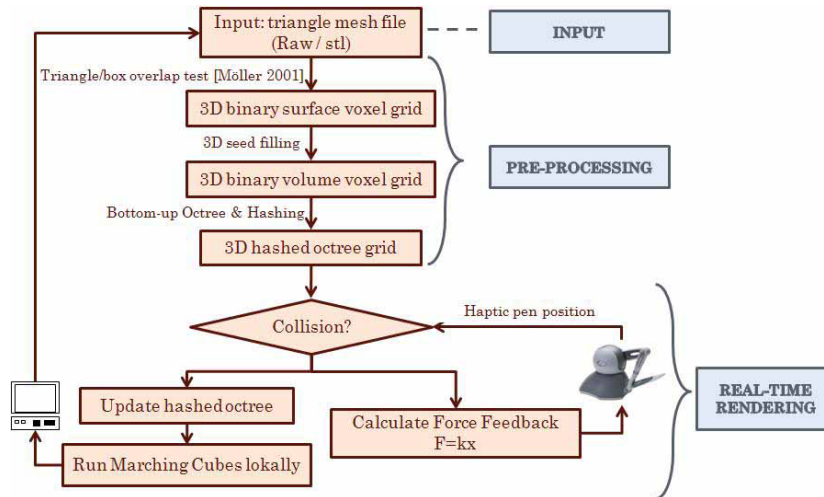 Input: triangle mesh file
(Raw / stl)
INPUT
Triangle/box overlap test [Möller 2001]
3D binary surface voxel grid
3D seed filling
3D binary volume voxel grid
PRE-PROCESSING
Bottom-up Octree & Hashing
3D hashed octree grid
Collision?
Haptic pen position
Update hashed octree
Calculate Force Feedback
F=kx
REAL-TIME
RENDERING
Run Marching Cubes lokally